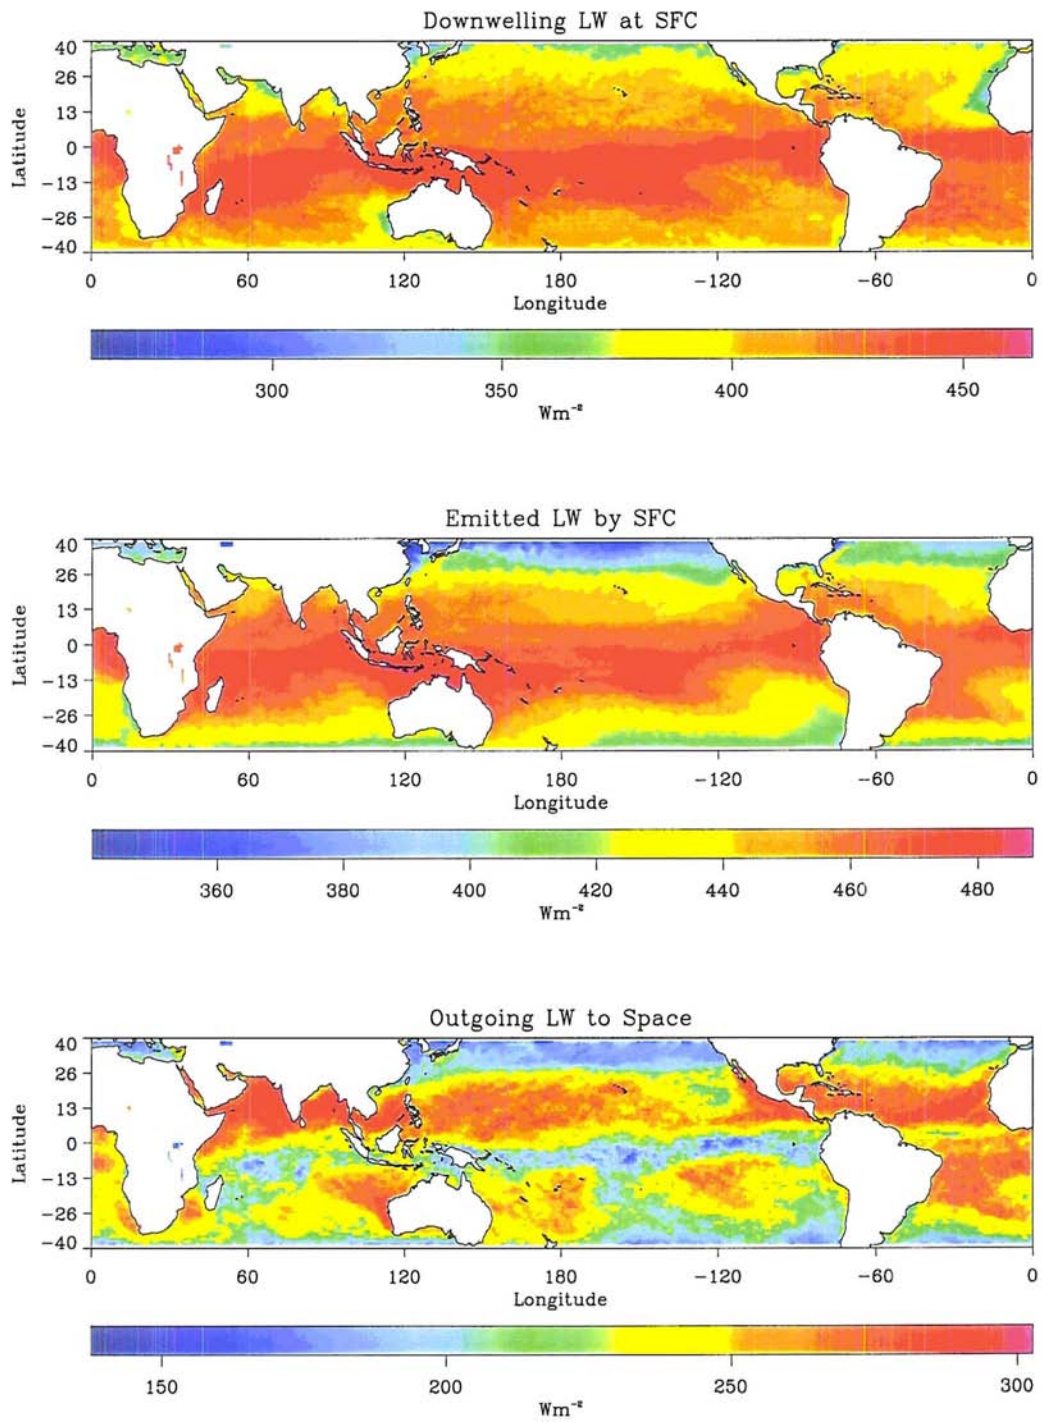 Downwelling LW at SFC
Latitude
40
26
13
0
−13
−26
−40
0 60 120 180 −120 −60 0
Longitude
300 350 400 450
Wm⁻²
Emitted LW by SFC
Latitude
40
26
13
0
−13
−26
−40
0 60 120 180 −120 −60 0
Longitude
360 380 400 420 440 460 480
Wm⁻²
Outgoing LW to Space
Latitude
40
26
13
0
−13
−26
−40
0 60 120 180 −120 −60 0
Longitude
150 200 250 300
Wm⁻²